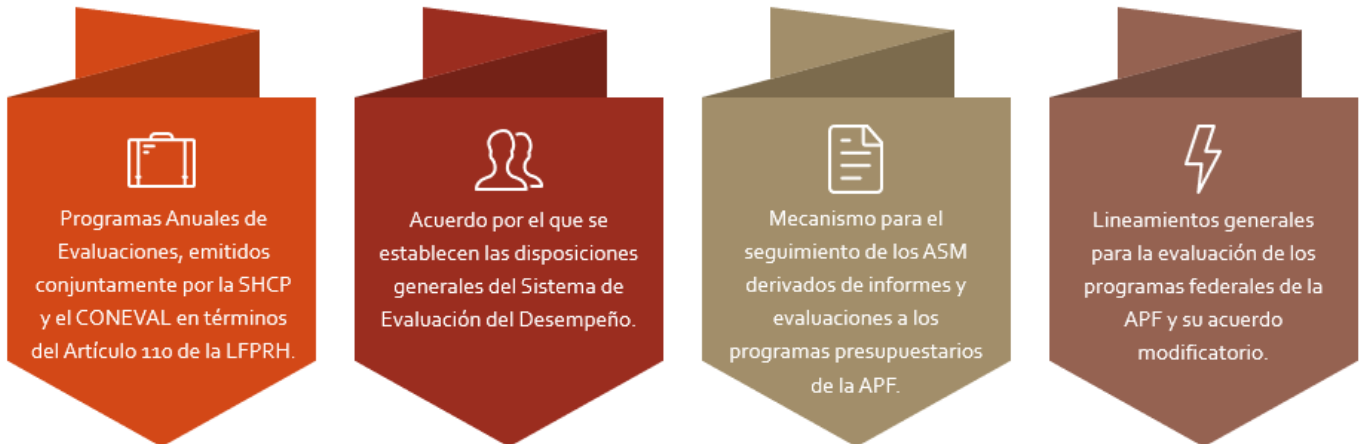 Programas Anuales de
Evaluaciones, emitidos
conjuntamente por la SHCP
y el CONEVAL en términos
del Artículo 110 de la LFPRH.
Acuerdo por el que se
establecen las disposiciones
generales del Sistema de
Evaluación del Desempeño.
Mecanismo para el
seguimiento de los ASM
derivados de informes y
evaluaciones a los
programas presupuestarios
de la APF.
Lineamientos generales
para la evaluación de los
programas federales de la
APF y su acuerdo
modificatorio.